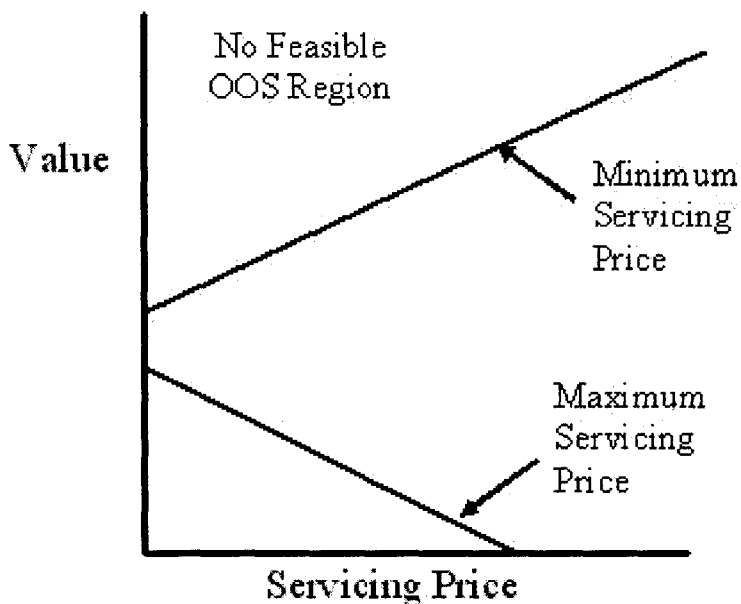 No Feasible
OOS Region
Value
Minimum
Servicing
Price
Maximum
Servicing
Price
Servicing Price